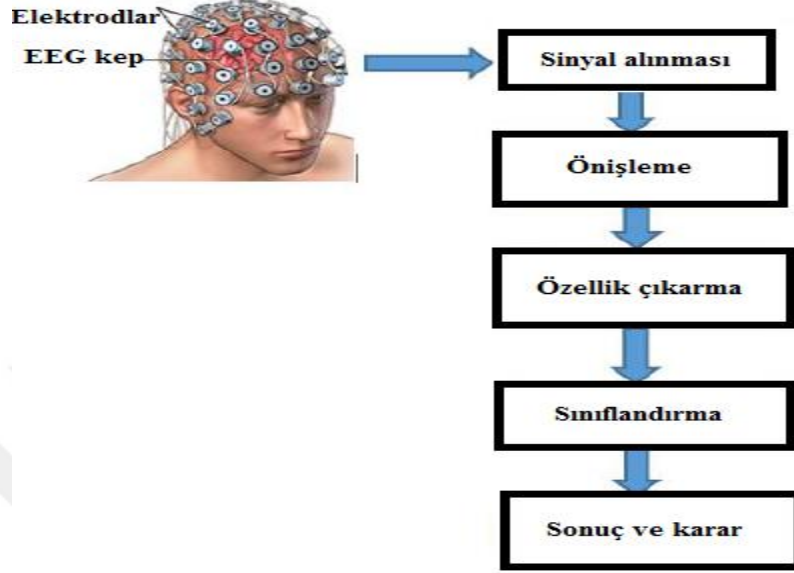 Elektrodlar
EEG kep
Sinyal alınması
Önişleme
Özellik çıkarma
Sınıflandırma
Sonuç ve karar